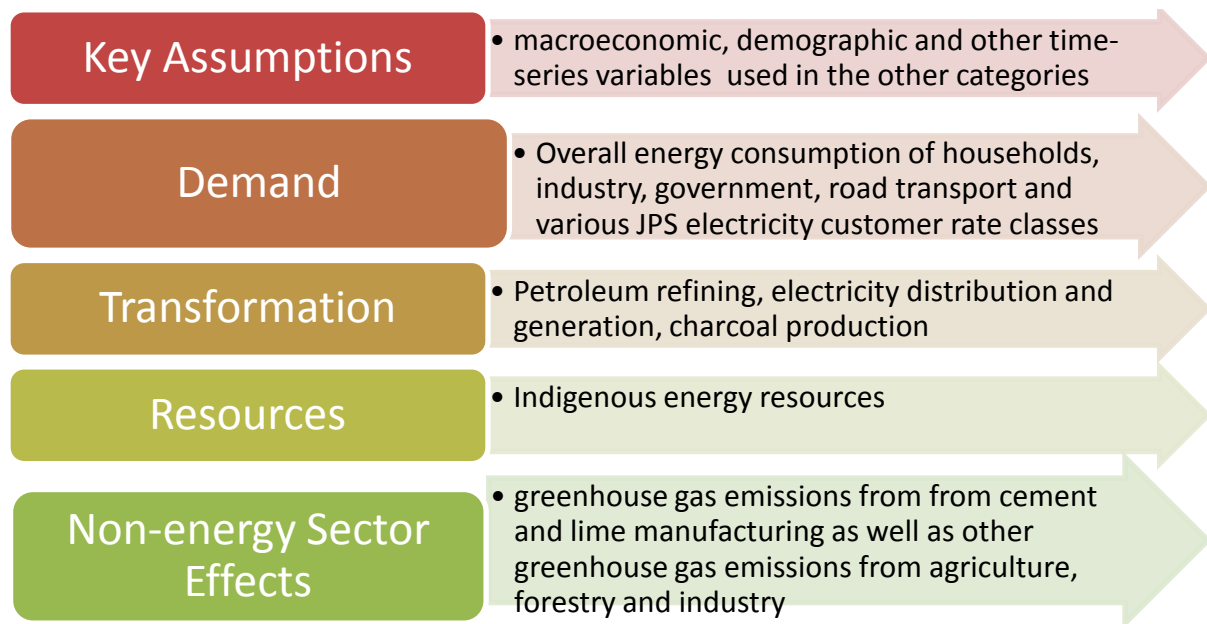 Key Assumptions
• macroeconomic, demographic and other time-
series variables  used in the other categories
Demand
• Overall energy consumption of households,
industry, government, road transport and
various JPS electricity customer rate classes
Transformation
• Petroleum refining, electricity distribution and
generation, charcoal production
Resources
• Indigenous energy resources
Non-energy Sector
Effects
• greenhouse gas emissions from from cement
and lime manufacturing as well as other
greenhouse gas emissions from agriculture,
forestry and industry